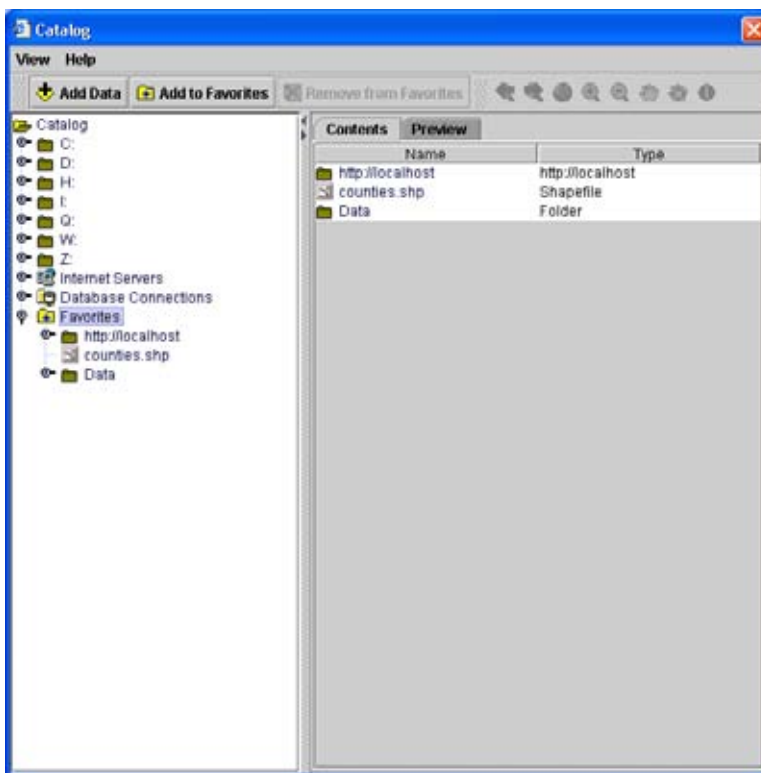 Catalog
View Help
Add Data Add to Favorites Remove from Favorites
Catalog
C:
D:
H:
I:
Q:
W:
Z:
Internet Servers
Database Connections
Favorites
http://localhost
counties.shp
Data
Contents Preview
Name Type
http://localhost http://localhost
counties.shp Shapefile
Data Folder